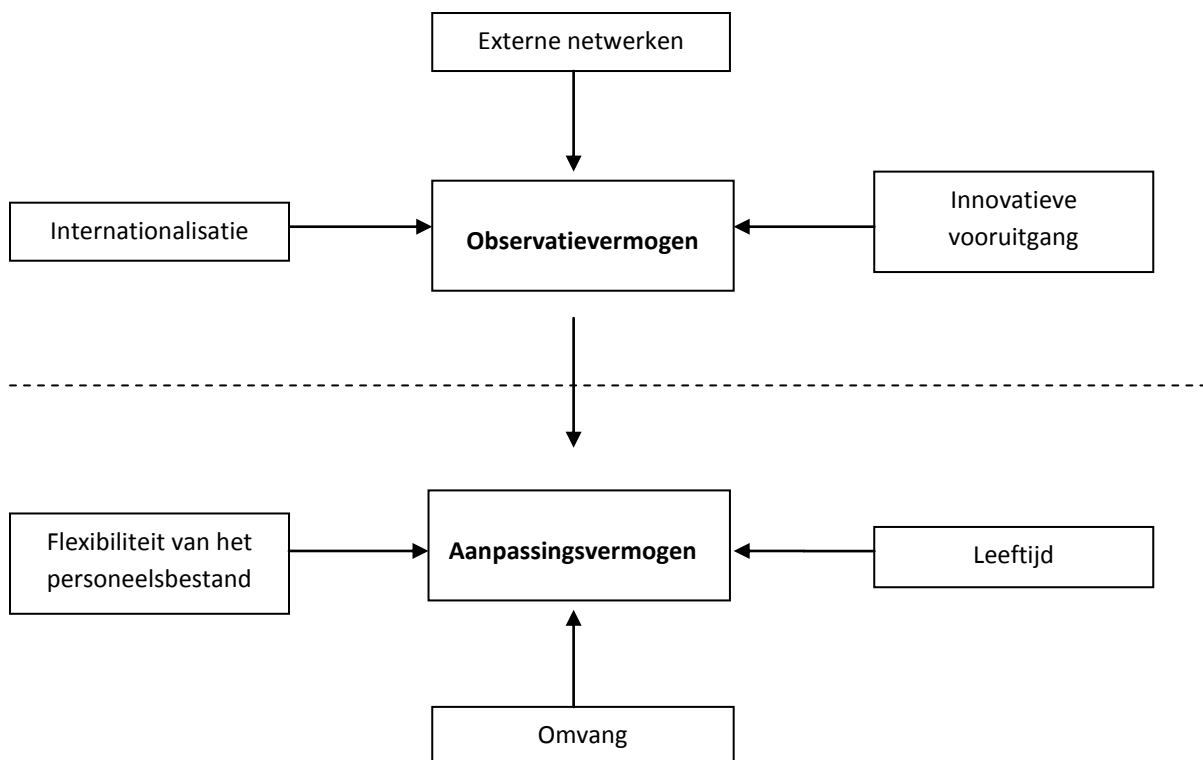 Externe netwerken
Internationalisatie
Observatievermogen
Innovatieve
vooruitgang
Flexibiliteit van het
personeelsbestand
Aanpassingsvermogen
Leeftijd
Omvang